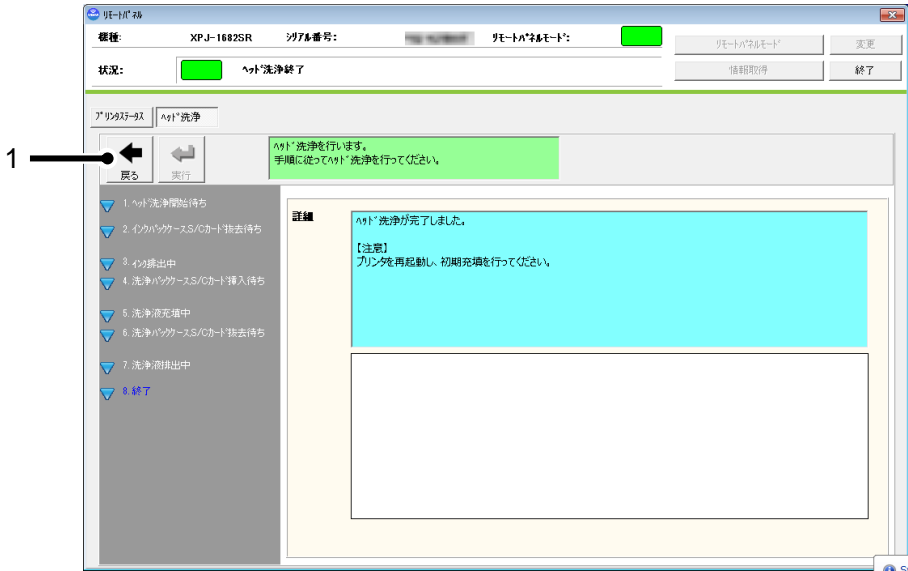 ﾘﾓｰﾄﾊﾟﾈﾙ
機種: XPJ-1682SR ｼﾘｱﾙ番号: ﾘﾓｰﾄﾊﾟﾈﾙﾓｰﾄﾞ:
ﾘﾓｰﾄﾊﾟﾈﾙﾓｰﾄﾞ 変更
状況: ﾍｯﾄﾞ洗浄終了
情報取得 終了
ﾌﾟﾘﾝﾀｽﾃｰﾀｽ ﾍｯﾄﾞ洗浄
1
戻る 実行
ﾍｯﾄﾞ洗浄を行います。
手順に従ってﾍｯﾄﾞ洗浄を行ってください。
1. ﾍｯﾄﾞ洗浄開始待ち
2. ｲﾝｸﾊﾟｯｸｹｰｽ,S/Cｶｰﾄﾞ抜去待ち
3. ｲﾝｸ排出中
4. 洗浄ﾊﾟｯｸｹｰｽ,S/Cｶｰﾄﾞ挿入待ち
5. 洗浄液充填中
6. 洗浄ﾊﾟｯｸｹｰｽ,S/Cｶｰﾄﾞ抜去待ち
7. 洗浄液排出中
8. 終了
詳細
ﾍｯﾄﾞ洗浄が完了しました。
【注意】
プリンタを再起動し、初期充填を行ってください。